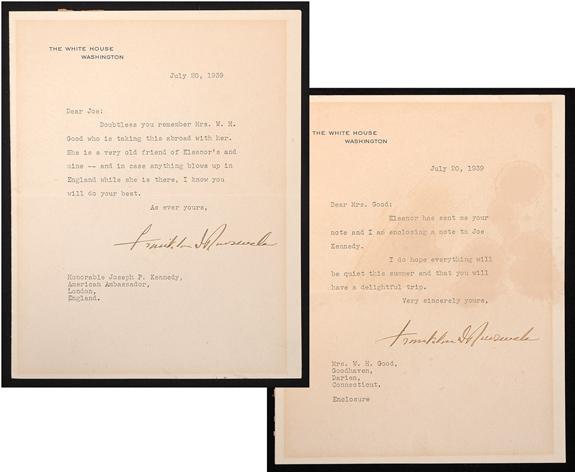 THE WHITE HOUSE
WASHINGTON
July 20, 1939
Dear Joe:
Doubtless you remember Mrs. W. H.
Good who is taking this abroad with her.
She is a very old friend of Eleanor's and
mine -- and in case anything blows up in
England while she is there, I know you
will do your best.
As ever yours,
Franklin D Roosevelt
Honorable Joseph P. Kennedy,
American Ambassador,
London,
England.
THE WHITE HOUSE
WASHINGTON
July 20, 1939
Dear Mrs. Good:
Eleanor has sent me your
note and I am enclosing a note to Joe
Kennedy.
I do hope everything will
be quiet this summer and that you will
have a delightful trip.
Very sincerely yours,
Franklin D Roosevelt
Mrs. W. H. Good,
Goodhaven,
Darien,
Connecticut.
Enclosure